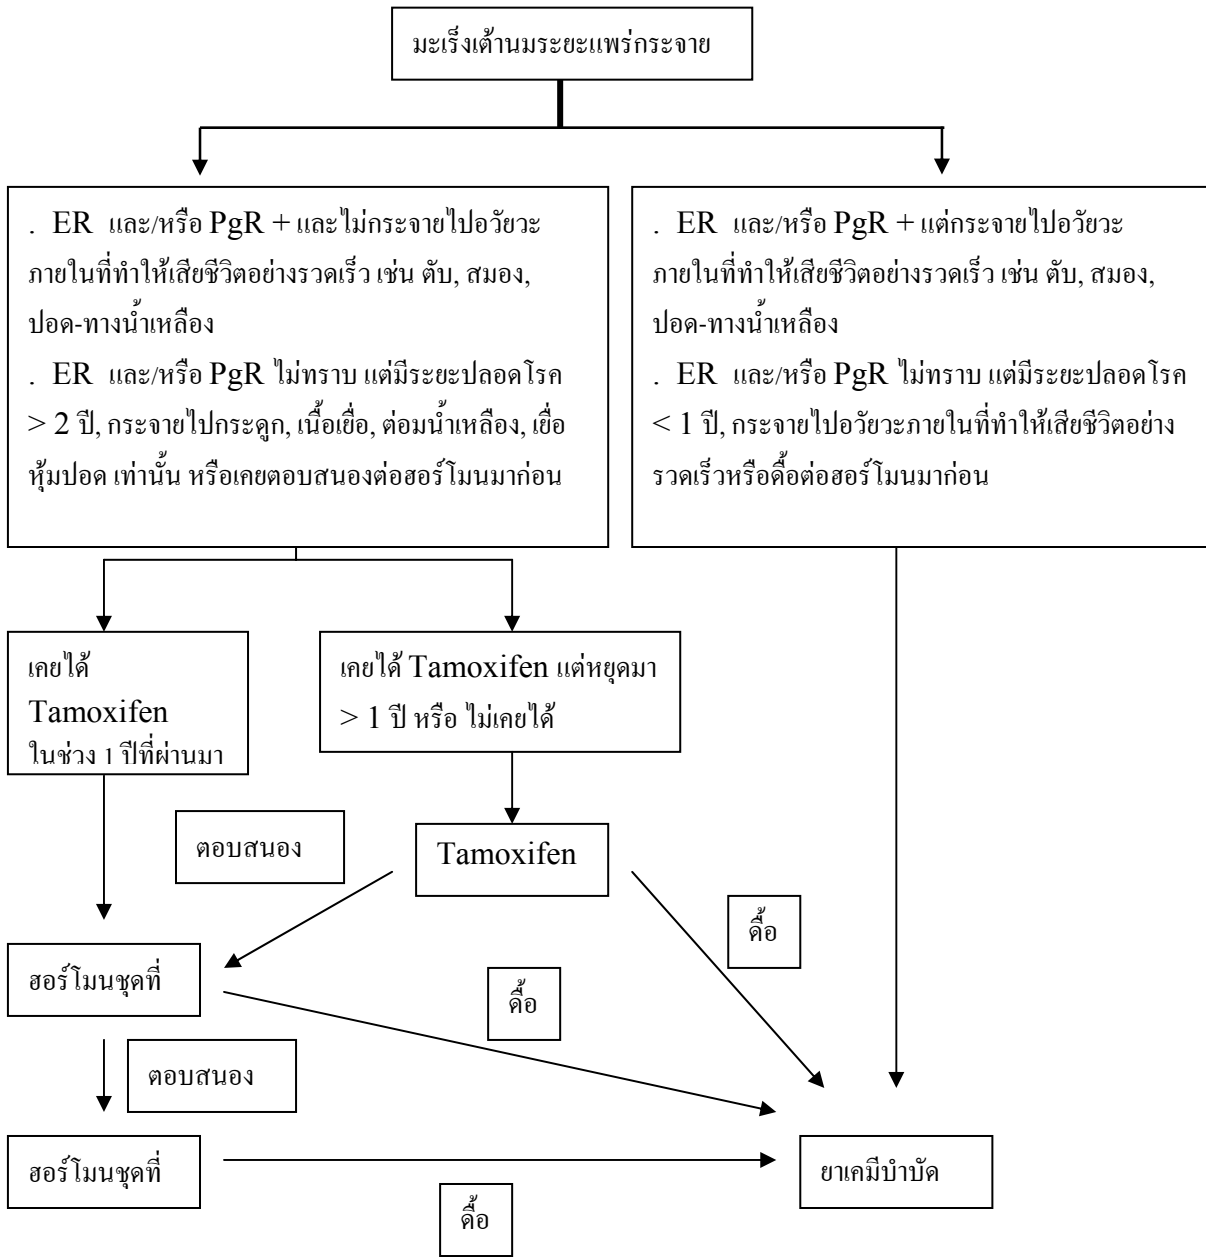 มะเร็งเต้านมระยะแพร่กระจาย
. ER และ/หรือ PgR + และไม่กระจายไปอวัยวะ
ภายในที่ทำให้เสียชีวิตอย่างรวดเร็ว เช่น ตับ, สมอง,
ปอด-ทางน้ำเหลือง
. ER และ/หรือ PgR ไม่ทราบ แต่มีระยะปลอดโรค
> 2 ปี, กระจายไปกระดูก, เนื้อเยื่อ, ต่อมน้ำเหลือง, เยื่อ
หุ้มปอด เท่านั้น หรือเคยตอบสนองต่อฮอร์โมนมาก่อน
. ER และ/หรือ PgR + แต่กระจายไปอวัยวะ
ภายในที่ทำให้เสียชีวิตอย่างรวดเร็ว เช่น ตับ, สมอง,
ปอด-ทางน้ำเหลือง
. ER และ/หรือ PgR ไม่ทราบ แต่มีระยะปลอดโรค
< 1 ปี, กระจายไปอวัยวะภายในที่ทำให้เสียชีวิตอย่าง
รวดเร็วหรือดื้อต่อฮอร์โมนมาก่อน
เคยได้
Tamoxifen
ในช่วง 1 ปีที่ผ่านมา
เคยได้ Tamoxifen แต่หยุดมา
> 1 ปี หรือ ไม่เคยได้
ตอบสนอง
Tamoxifen
ดื้อ
ฮอร์โมนชุดที่
ดื้อ
ตอบสนอง
ฮอร์โมนชุดที่
ยาเคมีบำบัด
ดื้อ